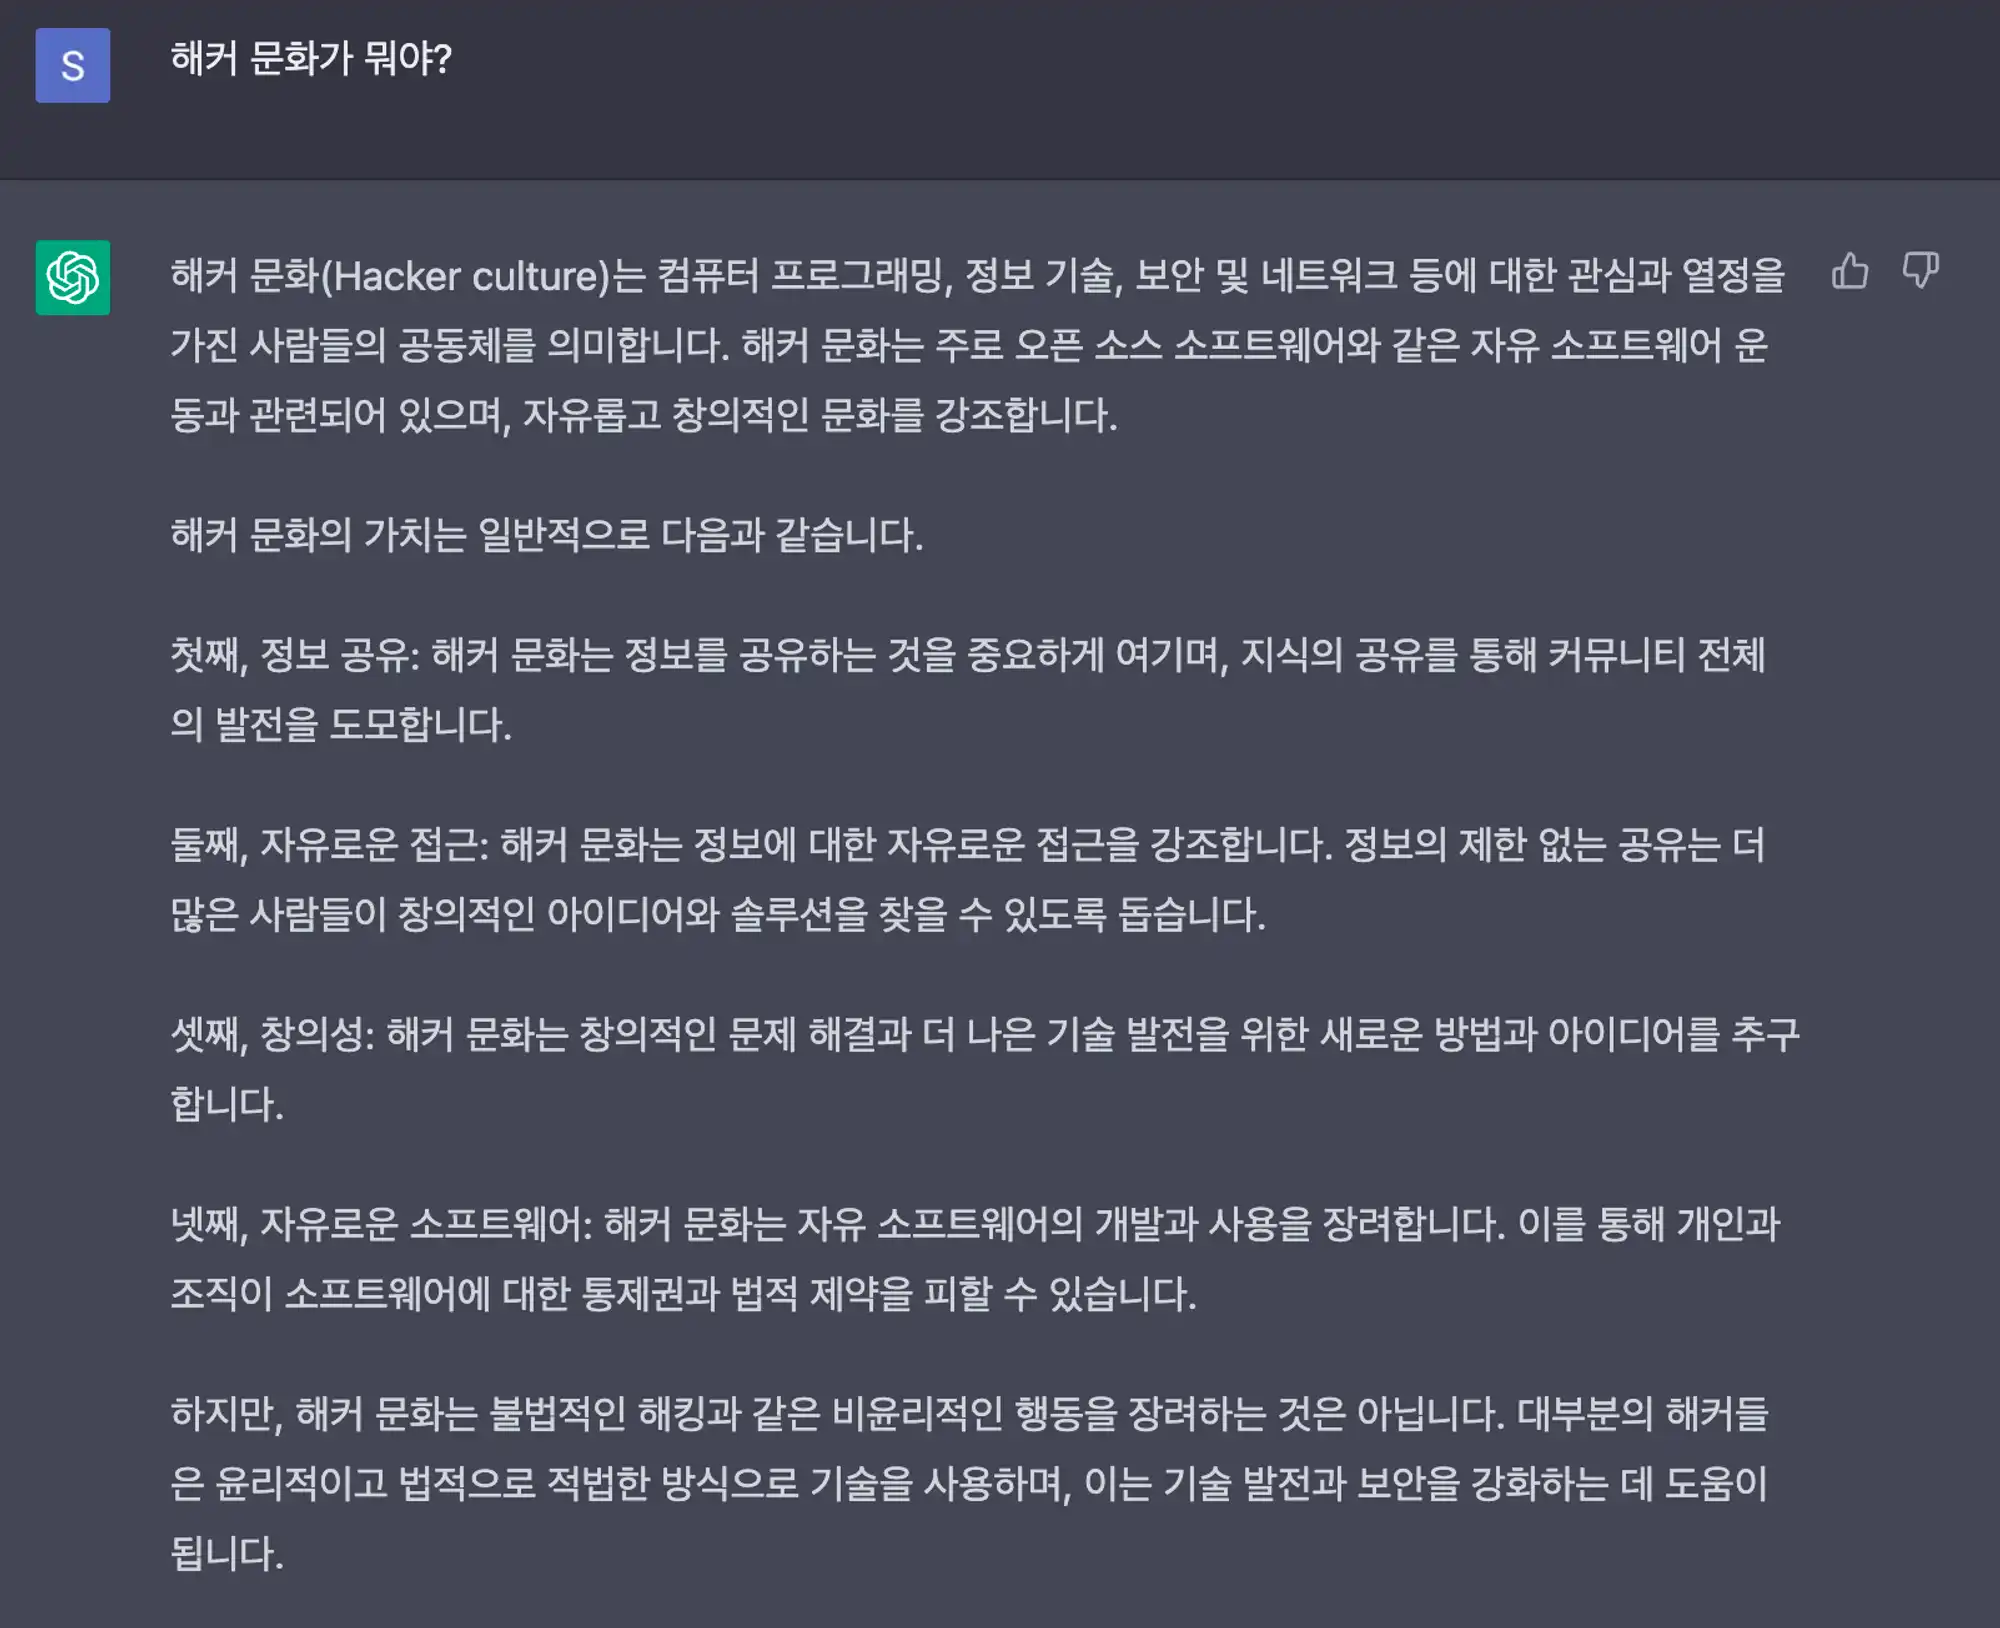 S
해커 문화가 뭐야?
해커 문화(Hacker culture)는 컴퓨터 프로그래밍, 정보 기술, 보안 및 네트워크 등에 대한 관심과 열정을
가진 사람들의 공동체를 의미합니다. 해커 문화는 주로 오픈 소스 소프트웨어와 같은 자유 소프트웨어 운
동과 관련되어 있으며, 자유롭고 창의적인 문화를 강조합니다.
해커 문화의 가치는 일반적으로 다음과 같습니다.
첫째, 정보 공유: 해커 문화는 정보를 공유하는 것을 중요하게 여기며, 지식의 공유를 통해 커뮤니티 전체
의 발전을 도모합니다.
둘째, 자유로운 접근: 해커 문화는 정보에 대한 자유로운 접근을 강조합니다. 정보의 제한 없는 공유는 더
많은 사람들이 창의적인 아이디어와 솔루션을 찾을 수 있도록 돕습니다.
셋째, 창의성: 해커 문화는 창의적인 문제 해결과 더 나은 기술 발전을 위한 새로운 방법과 아이디어를 추구
합니다.
넷째, 자유로운 소프트웨어: 해커 문화는 자유 소프트웨어의 개발과 사용을 장려합니다. 이를 통해 개인과
조직이 소프트웨어에 대한 통제권과 법적 제약을 피할 수 있습니다.
하지만, 해커 문화는 불법적인 해킹과 같은 비윤리적인 행동을 장려하는 것은 아닙니다. 대부분의 해커들
은 윤리적이고 법적으로 적법한 방식으로 기술을 사용하며, 이는 기술 발전과 보안을 강화하는 데 도움이
됩니다.